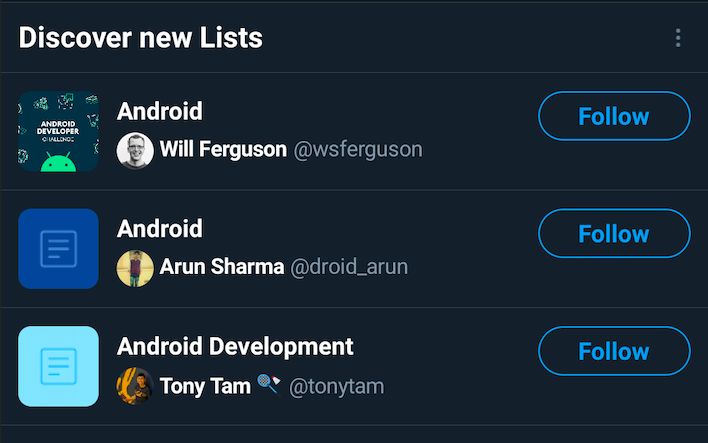 Discover new Lists
ANDROID
DEVELOPER
CHALLENGE
Android
Will Ferguson @wsferguson
Follow
Android
Arun Sharma @droid_arun
Follow
Android Development
Tony Tam 🏸 @tonytam
Follow